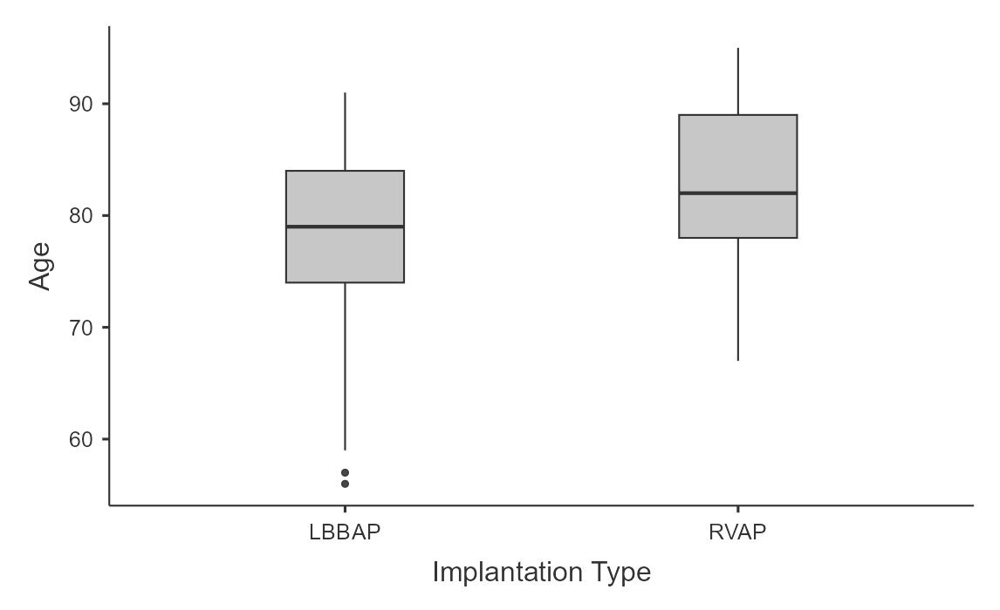 90
80
70
60
Age
LBBAP
RVAP
Implantation Type